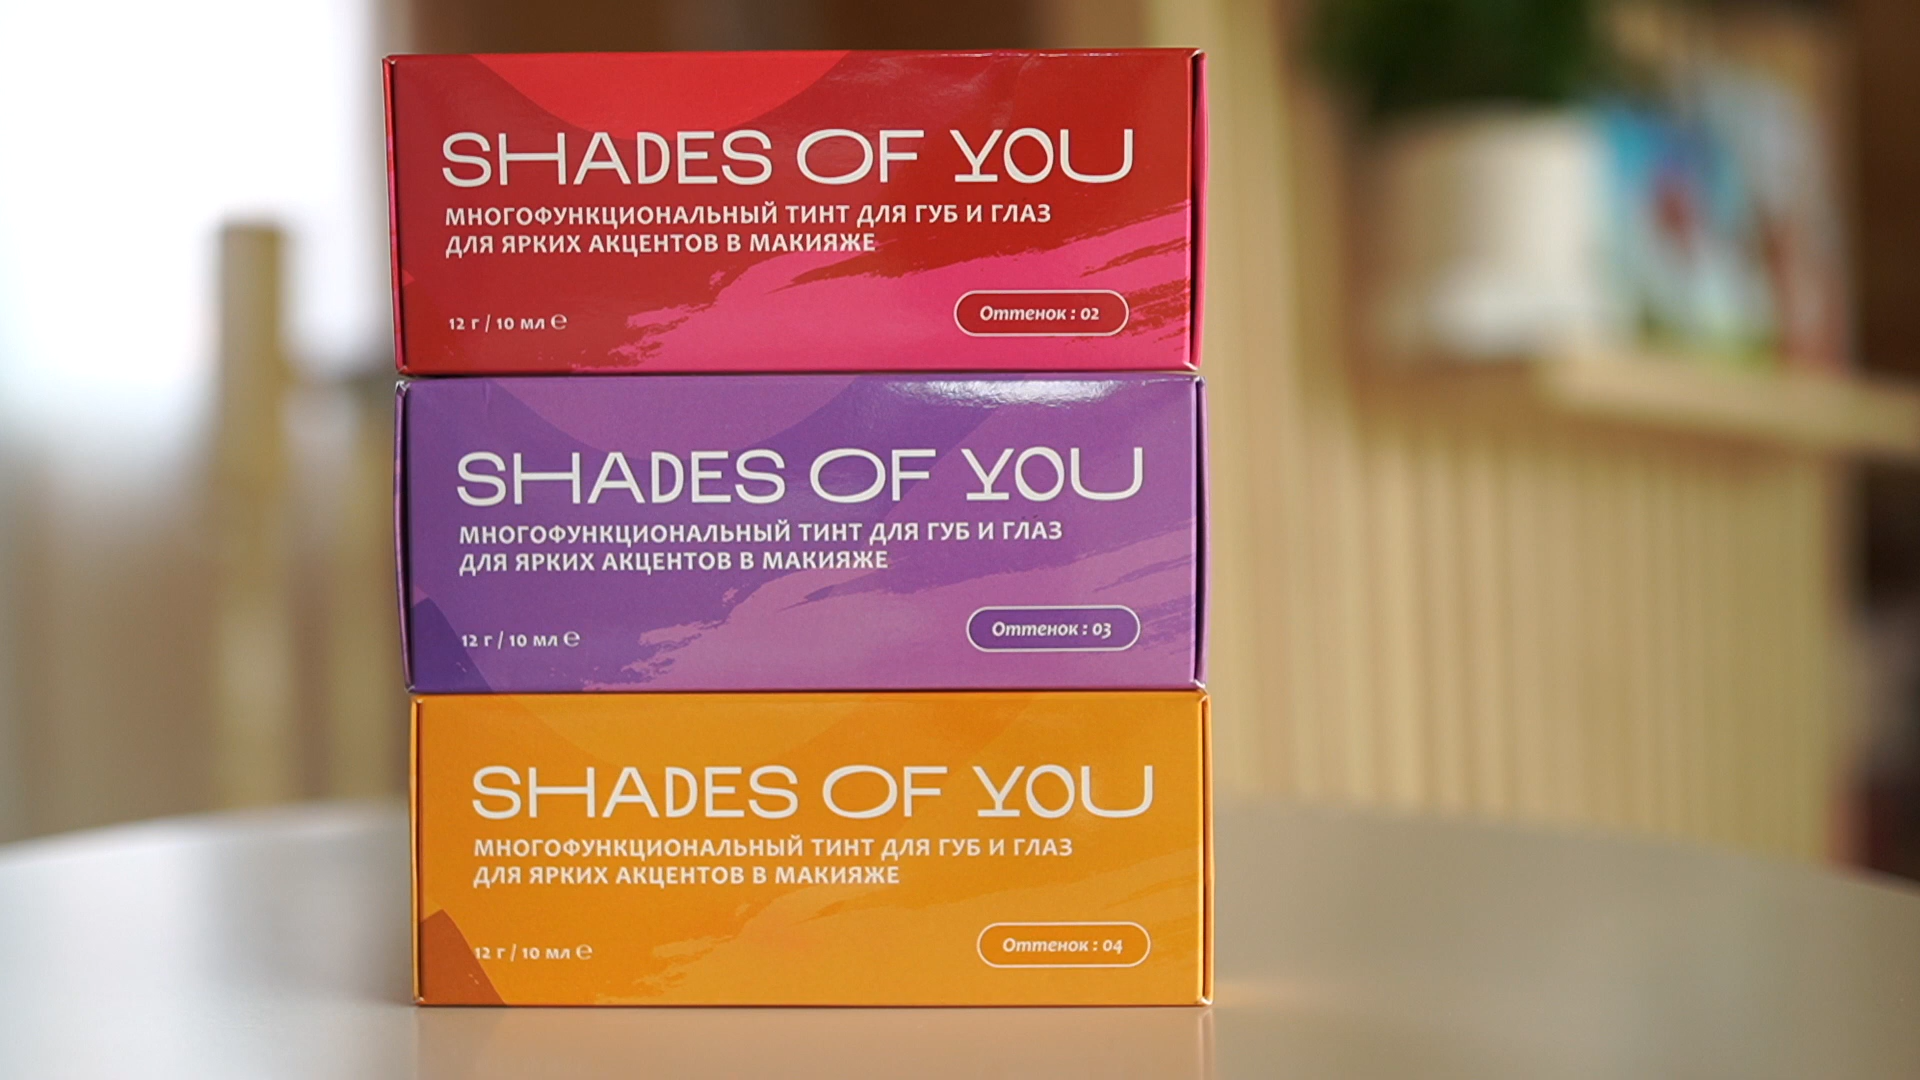 SHADES OF YOU
МНОГОФУНКЦИОНАЛЬНЫЙ ТИНТ ДЛЯ ГУБ И ГЛАЗ
ДЛЯ ЯРКИХ АКЦЕНТОВ В МАКИЯЖЕ
12 г / 10 мл ℮
Оттенок : 02
SHADES OF YOU
МНОГОФУНКЦИОНАЛЬНЫЙ ТИНТ ДЛЯ ГУБ И ГЛАЗ
ДЛЯ ЯРКИХ АКЦЕНТОВ В МАКИЯЖЕ
12 г / 10 мл ℮
Оттенок : 03
SHADES OF YOU
МНОГОФУНКЦИОНАЛЬНЫЙ ТИНТ ДЛЯ ГУБ И ГЛАЗ
ДЛЯ ЯРКИХ АКЦЕНТОВ В МАКИЯЖЕ
12 г / 10 мл ℮
Оттенок : 04